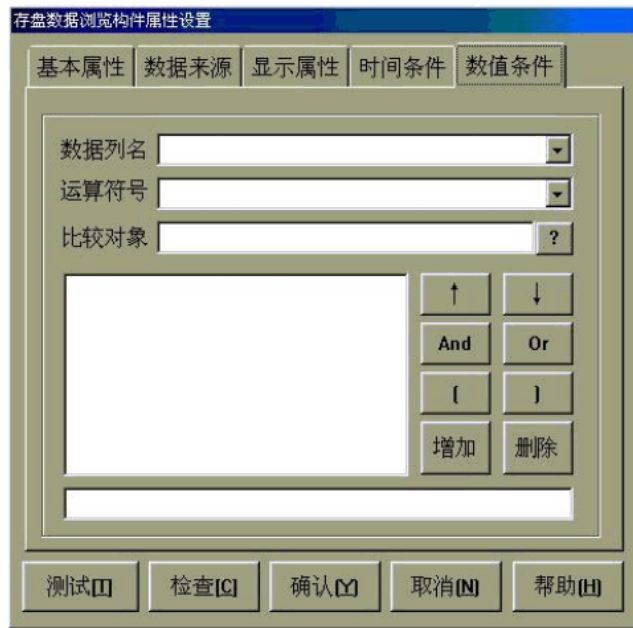 存盘数据浏览构件属性设置
基本属性 数据来源 显示属性 时间条件 数值条件
数据列名
运算符号
比较对象 ?
↑ ↓
And Or
( )
增加 删除
测试[T] 检查[C] 确认[Y] 取消[N] 帮助[H]